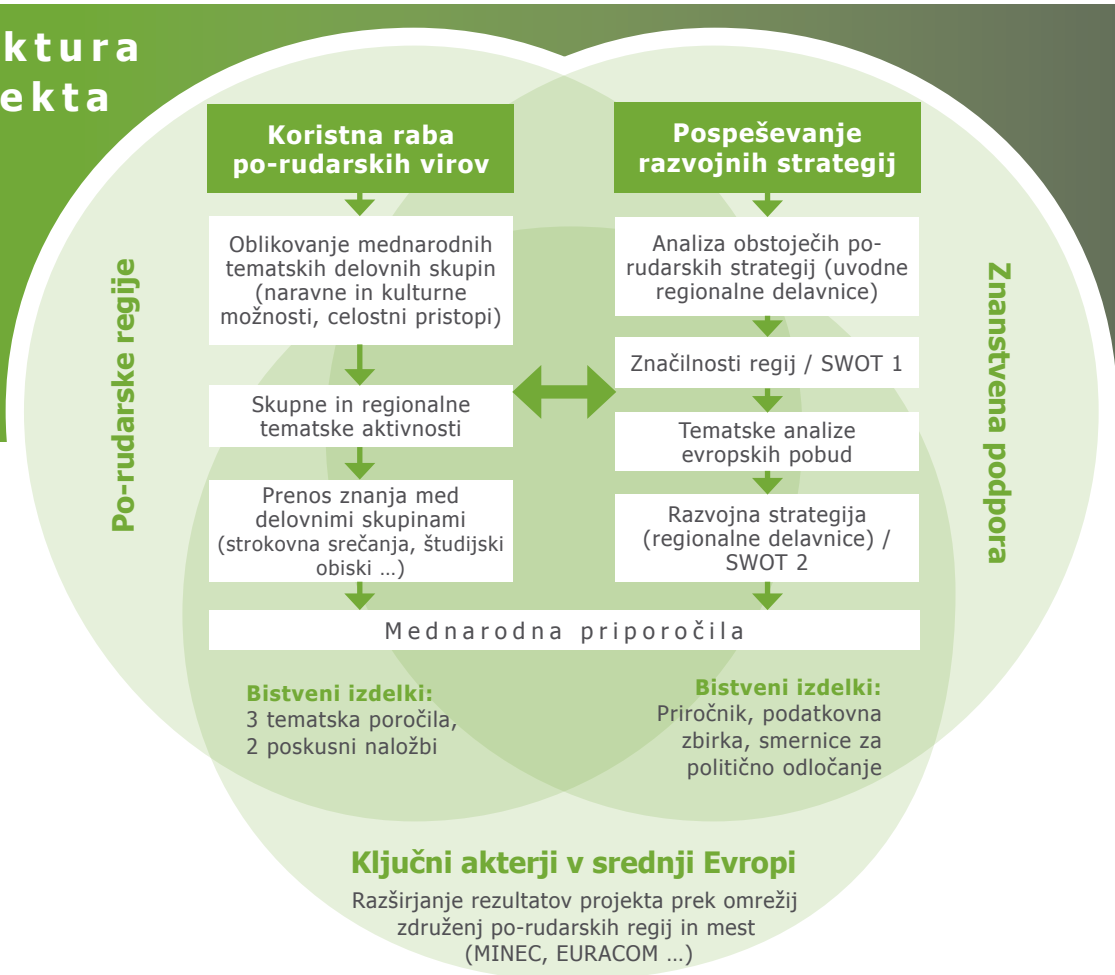 ktura
ekta
Po-rudarske regije
Koristna raba
po-rudarskih virov
Oblikovanje mednarodnih
tematskih delovnih skupin
(naravne in kulturne
možnosti, celostni pristopi)
Skupne in regionalne
tematske aktivnosti
Prenos znanja med
delovnimi skupinami
(strokovna srečanja, študijski
obiski …)
Pospeševanje
razvojnih strategij
Analiza obstoječih po-
rudarskih strategij (uvodne
regionalne delavnice)
Značilnosti regij / SWOT 1
Tematske analize
evropskih pobud
Razvojna strategija
(regionalne delavnice) /
SWOT 2
Znanstvena podpora
Mednarodna priporočila
Bistveni izdelki:
3 tematska poročila,
2 poskusni naložbi
Bistveni izdelki:
Priročnik, podatkovna
zbirka, smernice za
politično odločanje
Ključni akterji v srednji Evropi
Razširjanje rezultatov projekta prek omrežij
združenj po-rudarskih regij in mest
(MINEC, EURACOM …)